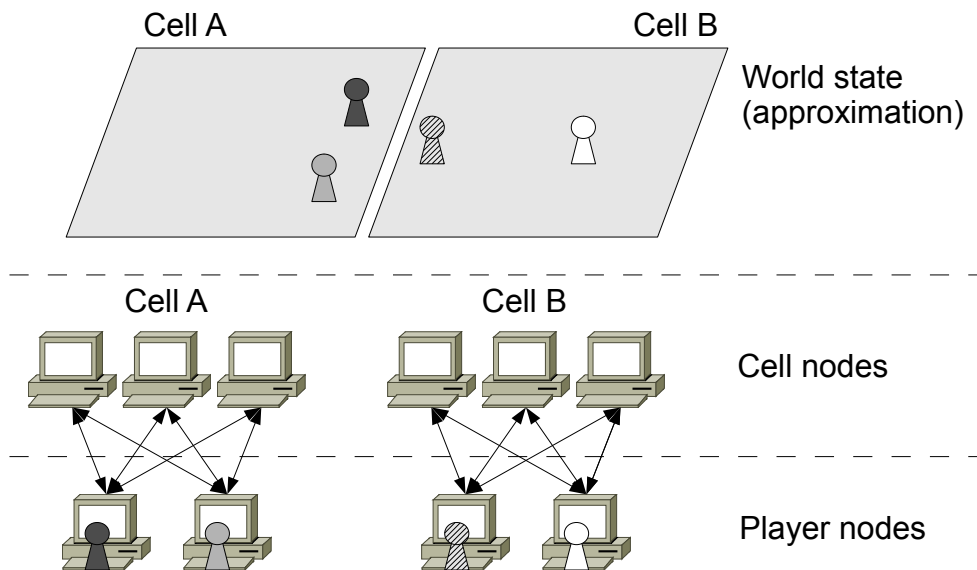 Cell A
Cell B
World state
(approximation)
Cell A
Cell B
Cell nodes
Player nodes